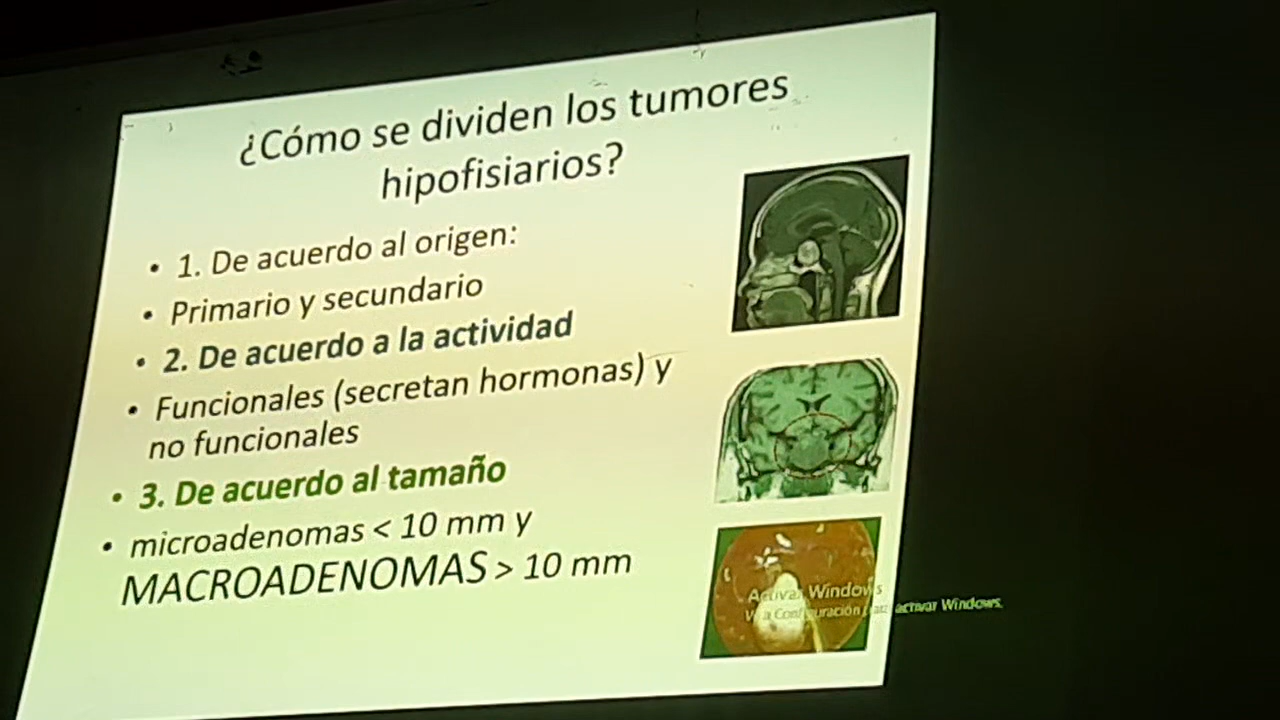 ¿Cómo se dividen los tumores
hipofisiarios?
• 1. De acuerdo al origen:
• Primario y secundario
• 2. De acuerdo a la actividad
• Funcionales (secretan hormonas) y
no funcionales
• 3. De acuerdo al tamaño
• microadenomas < 10 mm y
MACROADENOMAS > 10 mm
Activar Windows
activar Windows.